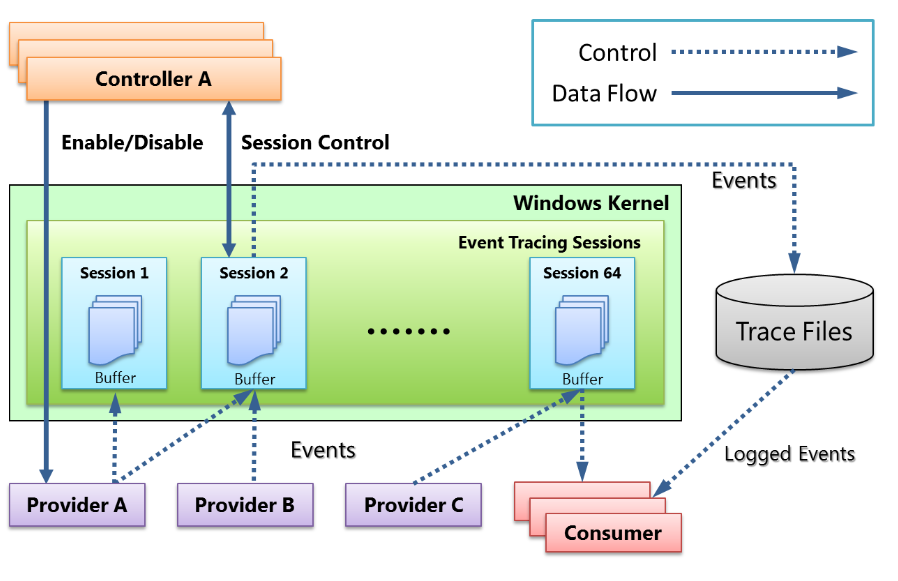 Controller A
Control
Data Flow
Enable/Disable
Session Control
Events
Windows Kernel
Event Tracing Sessions
Session 1
Session 2
Session 64
Buffer
Buffer
Buffer
Trace Files
Events
Logged Events
Provider A
Provider B
Provider C
Consumer